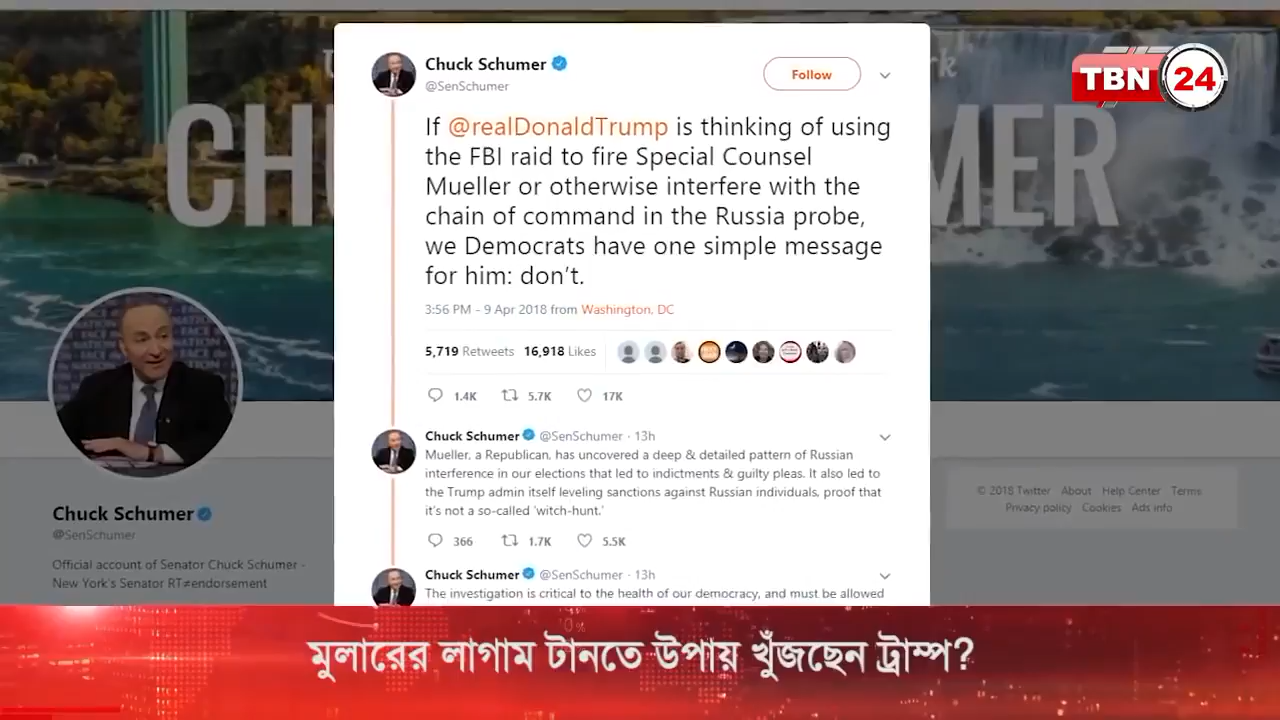 Chuck Schumer
@SenSchumer
Follow
TBN 24
If @realDonaldTrump is thinking of using
the FBI raid to fire Special Counsel
Mueller or otherwise interfere with the
chain of command in the Russia probe,
we Democrats have one simple message
for him: don't.
3:56 PM - 9 Apr 2018 from Washington, DC
5,719 Retweets 16,918 Likes
1.4K 5.7K 17K
Chuck Schumer @SenSchumer · 13h
Mueller, a Republican, has uncovered a deep & detailed pattern of Russian
interference in our elections that led to indictments & guilty pleas. It also led to
the Trump admin itself leveling sanctions against Russian individuals, proof that
it's not a so-called 'witch-hunt.'
366 1.7K 5.5K
Chuck Schumer @SenSchumer · 13h
The investigation is critical to the health of our democracy, and must be allowed
Chuck Schumer
@SenSchumer
Official account of Senator Chuck Schumer -
New York's Senator RT≠endorsement
© 2018 Twitter About Help Center Terms
Privacy policy Cookies Ads info
মুলারের লাগাম টানতে উপায় খুঁজছেন ট্রাম্প?